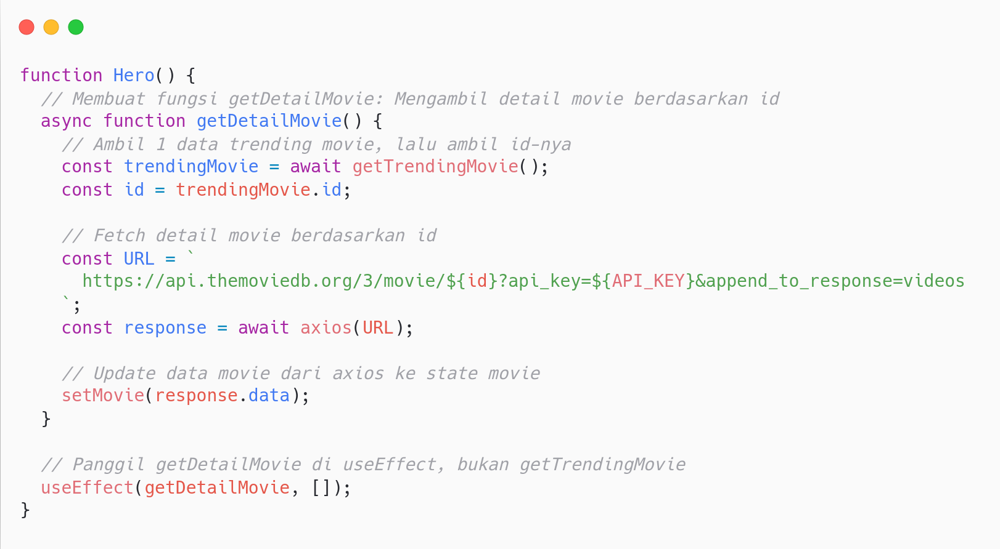 function Hero() {
  // Membuat fungsi getDetailMovie: Mengambil detail movie berdasarkan id
  async function getDetailMovie() {
    // Ambil 1 data trending movie, lalu ambil id-nya
    const trendingMovie = await getTrendingMovie();
    const id = trendingMovie.id;

    // Fetch detail movie berdasarkan id
    const URL = `
      https://api.themoviedb.org/3/movie/${id}?api_key=${API_KEY}&append_to_response=videos
    `;
    const response = await axios(URL);

    // Update data movie dari axios ke state movie
    setMovie(response.data);
  }

  // Panggil getDetailMovie di useEffect, bukan getTrendingMovie
  useEffect(getDetailMovie, []);
}